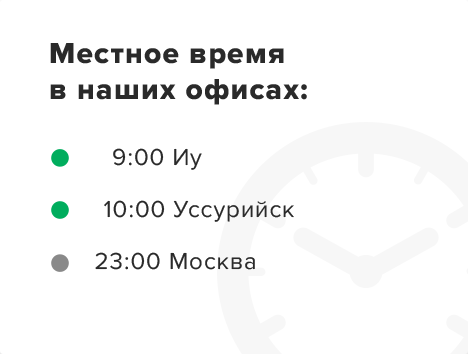 Местное время
в наших офисах:
9:00 Иу
10:00 Уссурийск
23:00 Москва